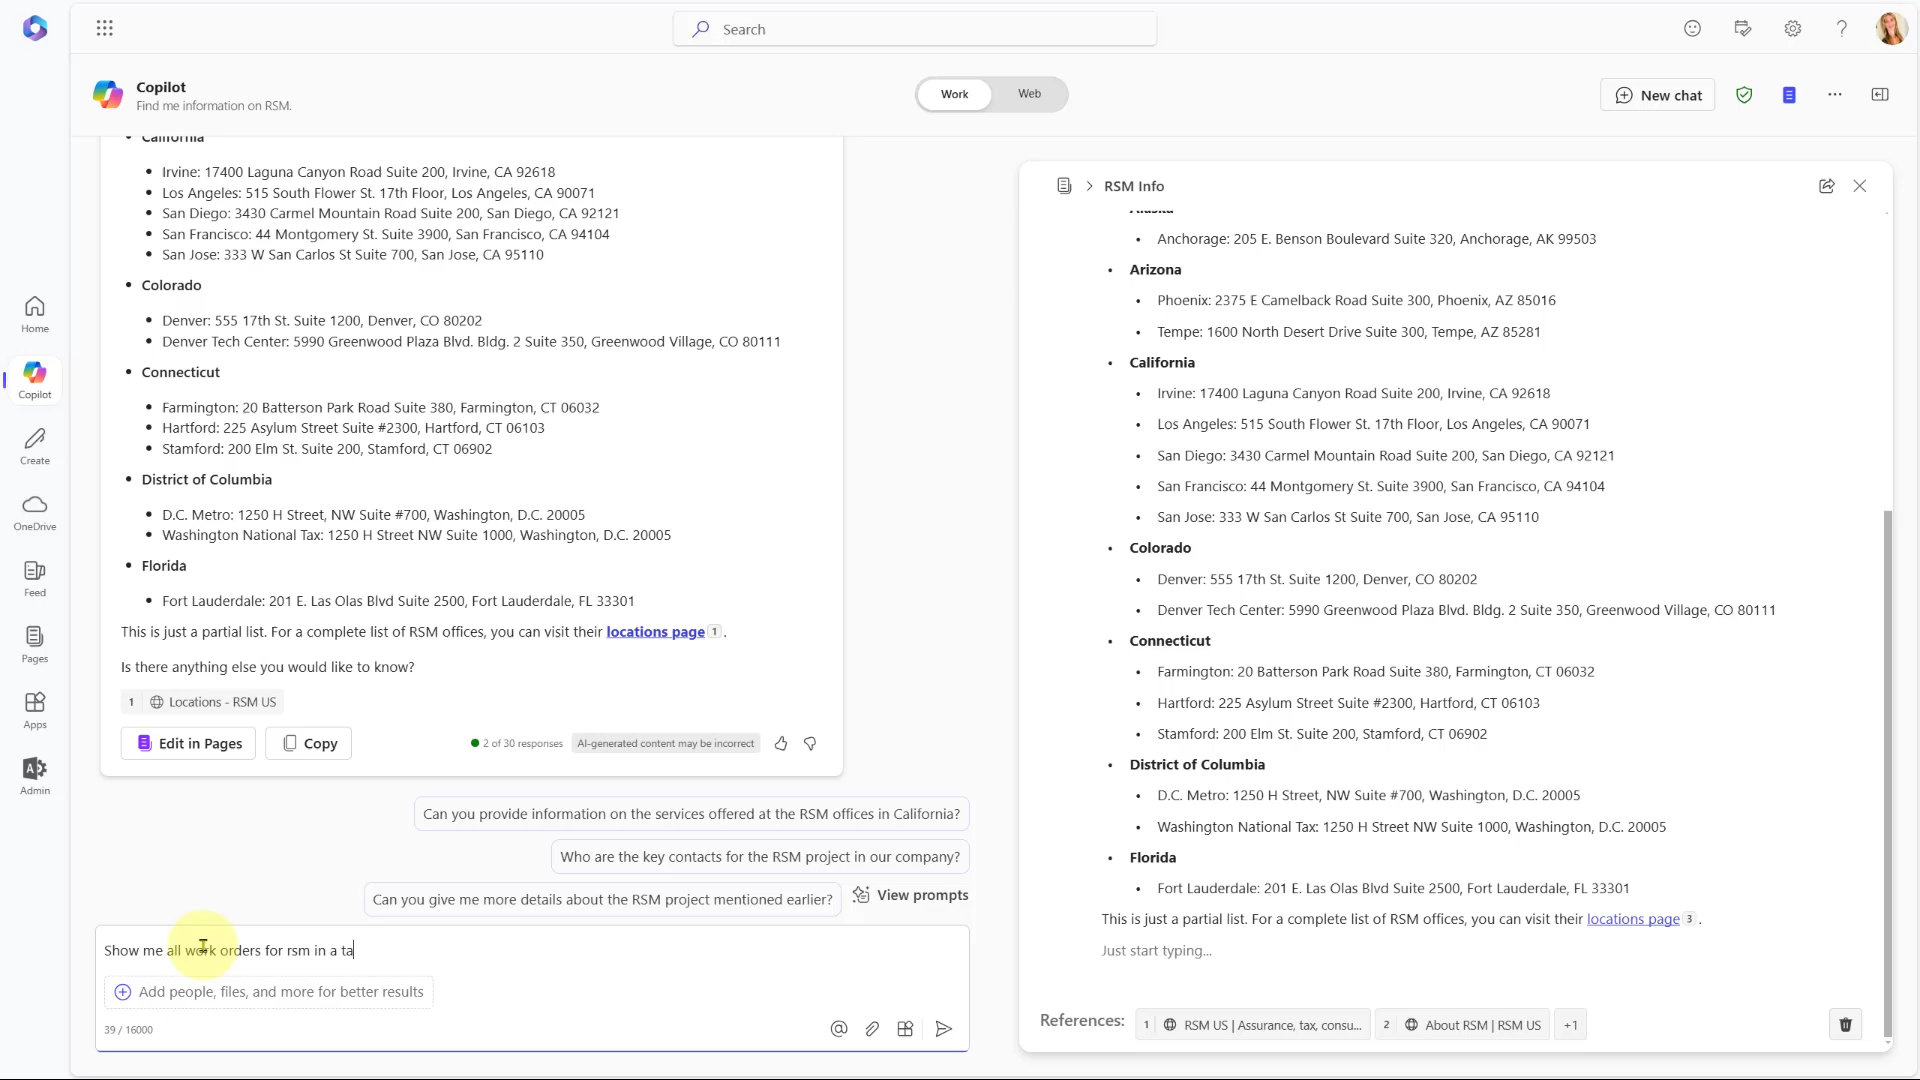 Search
Copilot
Find me information on RSM.
Work
Web
New chat
Home
Copilot
Create
OneDrive
Feed
Pages
Apps
Admin
California
Irvine: 17400 Laguna Canyon Road Suite 200, Irvine, CA 92618
Los Angeles: 515 South Flower St. 17th Floor, Los Angeles, CA 90071
San Diego: 3430 Carmel Mountain Road Suite 200, San Diego, CA 92121
San Francisco: 44 Montgomery St. Suite 3900, San Francisco, CA 94104
San Jose: 333 W San Carlos St Suite 700, San Jose, CA 95110
Colorado
Denver: 555 17th St. Suite 1200, Denver, CO 80202
Denver Tech Center: 5990 Greenwood Plaza Blvd. Bldg. 2 Suite 350, Greenwood Village, CO 80111
Connecticut
Farmington: 20 Batterson Park Road Suite 380, Farmington, CT 06032
Hartford: 225 Asylum Street Suite #2300, Hartford, CT 06103
Stamford: 200 Elm St. Suite 200, Stamford, CT 06902
District of Columbia
D.C. Metro: 1250 H Street, NW Suite #700, Washington, D.C. 20005
Washington National Tax: 1250 H Street NW Suite 1000, Washington, D.C. 20005
Florida
Fort Lauderdale: 201 E. Las Olas Blvd Suite 2500, Fort Lauderdale, FL 33301
This is just a partial list. For a complete list of RSM offices, you can visit their locations page 1 .
Is there anything else you would like to know?
1 Locations - RSM US
Edit in Pages
Copy
2 of 30 responses
AI-generated content may be incorrect
Can you provide information on the services offered at the RSM offices in California?
Who are the key contacts for the RSM project in our company?
Can you give me more details about the RSM project mentioned earlier?
View prompts
Show me all work orders for rsm in a ta
Add people, files, and more for better results
39 / 16000
RSM Info
Alaska
Anchorage: 205 E. Benson Boulevard Suite 320, Anchorage, AK 99503
Arizona
Phoenix: 2375 E Camelback Road Suite 300, Phoenix, AZ 85016
Tempe: 1600 North Desert Drive Suite 300, Tempe, AZ 85281
California
Irvine: 17400 Laguna Canyon Road Suite 200, Irvine, CA 92618
Los Angeles: 515 South Flower St. 17th Floor, Los Angeles, CA 90071
San Diego: 3430 Carmel Mountain Road Suite 200, San Diego, CA 92121
San Francisco: 44 Montgomery St. Suite 3900, San Francisco, CA 94104
San Jose: 333 W San Carlos St Suite 700, San Jose, CA 95110
Colorado
Denver: 555 17th St. Suite 1200, Denver, CO 80202
Denver Tech Center: 5990 Greenwood Plaza Blvd. Bldg. 2 Suite 350, Greenwood Village, CO 80111
Connecticut
Farmington: 20 Batterson Park Road Suite 380, Farmington, CT 06032
Hartford: 225 Asylum Street Suite #2300, Hartford, CT 06103
Stamford: 200 Elm St. Suite 200, Stamford, CT 06902
District of Columbia
D.C. Metro: 1250 H Street, NW Suite #700, Washington, D.C. 20005
Washington National Tax: 1250 H Street NW Suite 1000, Washington, D.C. 20005
Florida
Fort Lauderdale: 201 E. Las Olas Blvd Suite 2500, Fort Lauderdale, FL 33301
This is just a partial list. For a complete list of RSM offices, you can visit their locations page 3 .
Just start typing...
References:
1 RSM US | Assurance, tax, consu...
2 About RSM | RSM US
+1